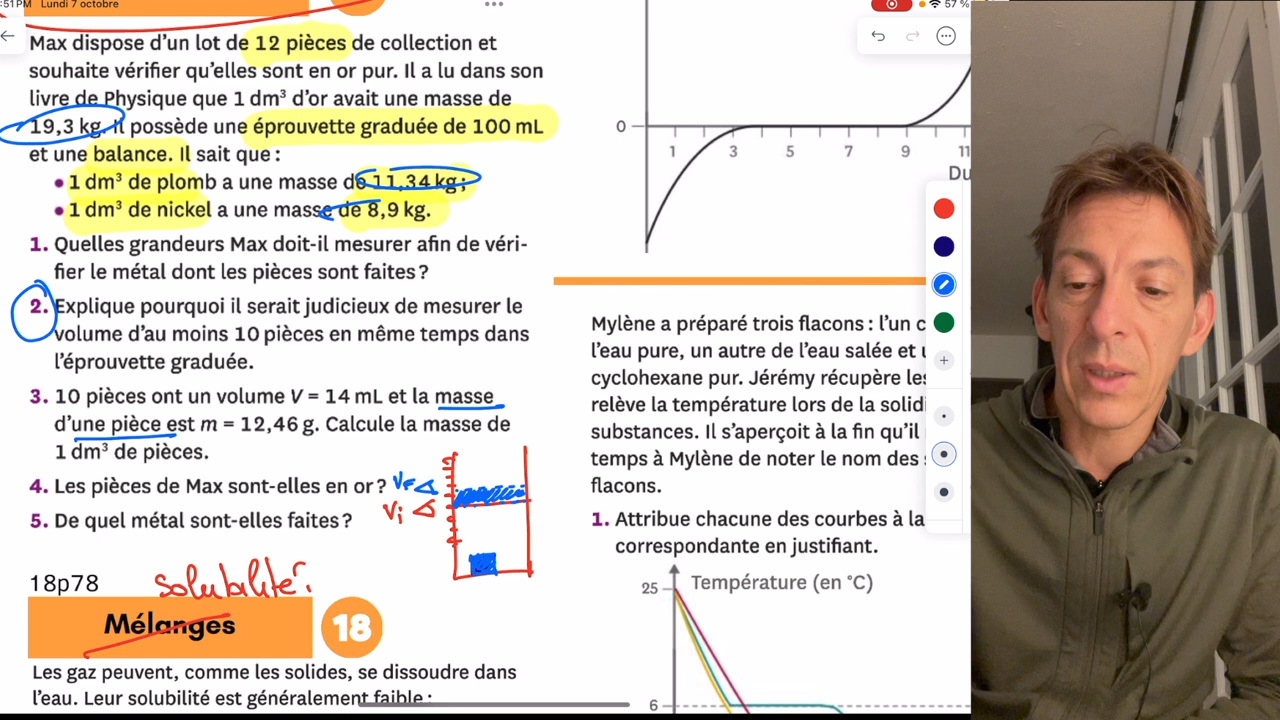 :51 PM Lundi 7 octobre
57 %
Max dispose d'un lot de 12 pièces de collection et
souhaite vérifier qu'elles sont en or pur. Il a lu dans son
livre de Physique que 1 dm³ d'or avait une masse de
19,3 kg. Il possède une éprouvette graduée de 100 mL
et une balance. Il sait que :
• 1 dm³ de plomb a une masse de 11,34 kg ;
• 1 dm³ de nickel a une masse de 8,9 kg.
1. Quelles grandeurs Max doit-il mesurer afin de véri-
fier le métal dont les pièces sont faites ?
2. Explique pourquoi il serait judicieux de mesurer le
volume d'au moins 10 pièces en même temps dans
l'éprouvette graduée.
3. 10 pièces ont un volume V = 14 mL et la masse
d'une pièce est m = 12,46 g. Calcule la masse de
1 dm³ de pièces.
4. Les pièces de Max sont-elles en or ?
VF
Vi
5. De quel métal sont-elles faites ?
18p78
solubilité.
Mélanges
18
Les gaz peuvent, comme les solides, se dissoudre dans
l'eau. Leur solubilité est généralement faible :
0
1 3 5 7 9 11
Du
Mylène a préparé trois flacons : l'un c
l'eau pure, un autre de l'eau salée et
cyclohexane pur. Jérémy récupère les
relève la température lors de la solidi
substances. Il s'aperçoit à la fin qu'il
temps à Mylène de noter le nom des
flacons.
1. Attribue chacune des courbes à la
correspondante en justifiant.
Température (en °C)
25
6